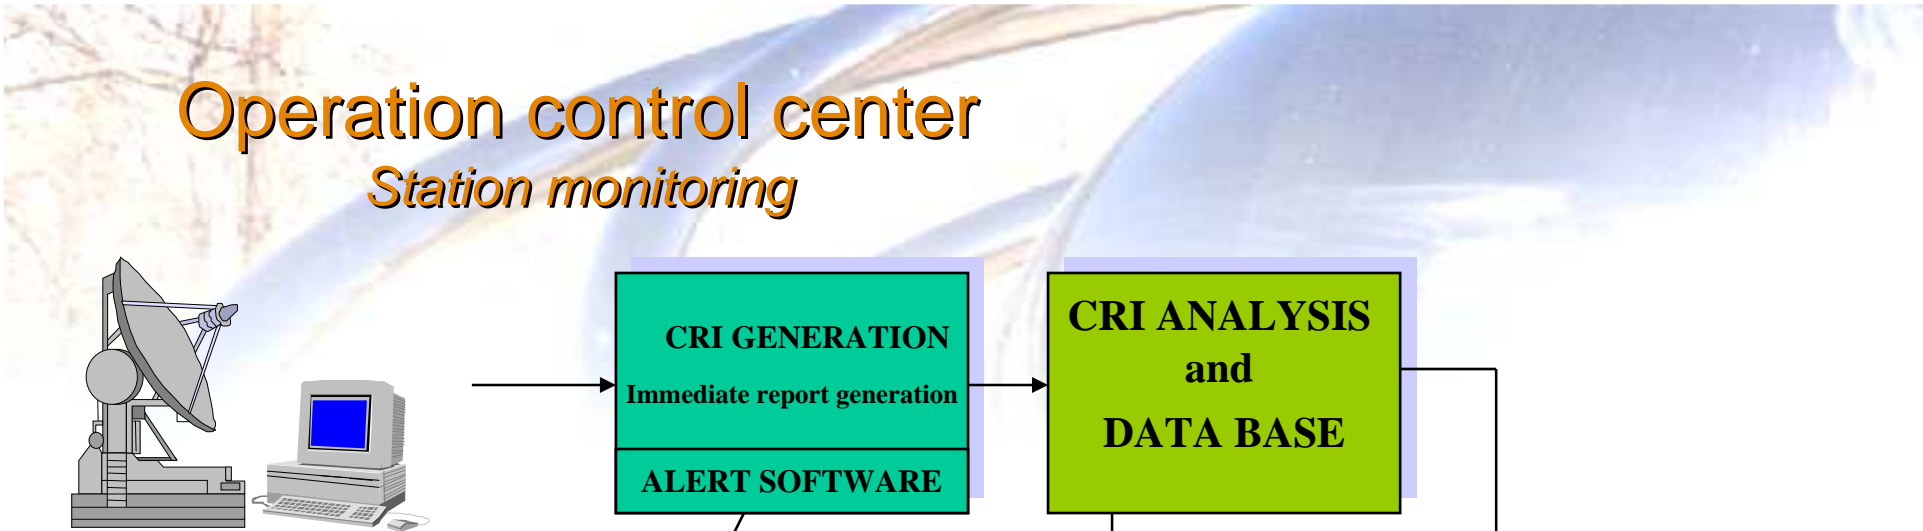 Operation control center
Station monitoring
CRI GENERATION
Immediate report generation
ALERT SOFTWARE
CRI ANALYSIS
and
DATA BASE